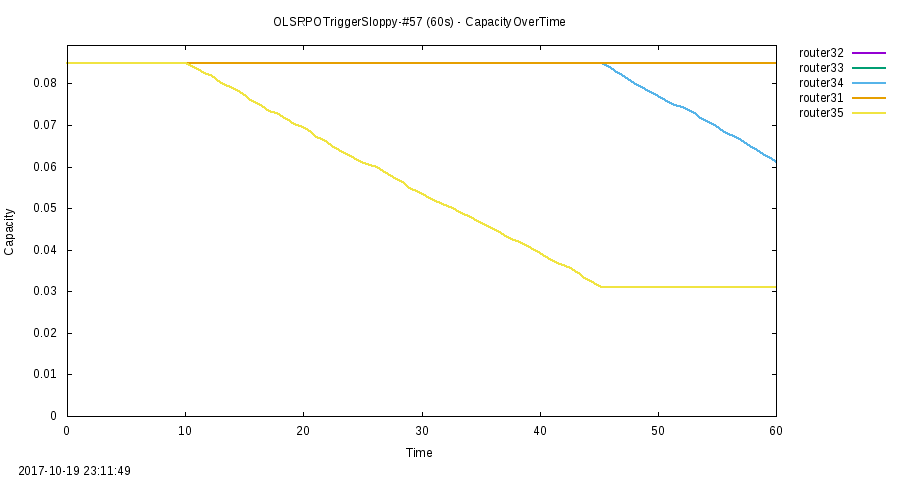 OLSRPOTriggerSloppy-#57 (60s) - CapacityOverTime
router32
router33
router34
router31
router35
Capacity
0.08
0.07
0.06
0.05
0.04
0.03
0.02
0.01
0
0 10 20 30 40 50 60
Time
2017-10-19 23:11:49